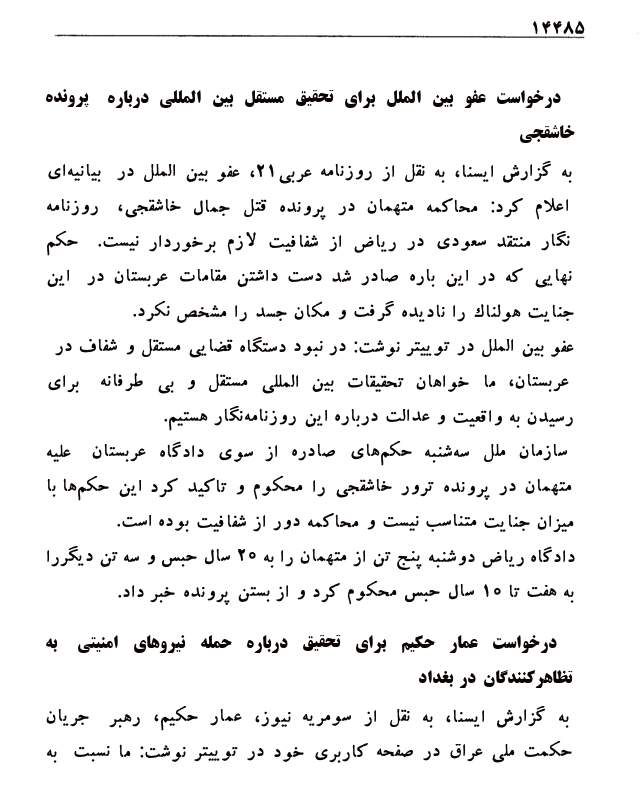 ۱۴۴۸۵
درخواست عفو بین الملل برای تحقیق مستقل بین المللی درباره پرونده
خاشقجی
به گزارش ایسنا، به نقل از روزنامه عربی۲۱، عفو بین الملل در بیانیه‌ای
اعلام کرد: محاکمه متهمان در پرونده قتل جمال خاشقجی، روزنامه
نگار منتقد سعودی در ریاض از شفافیت لازم برخوردار نیست. حکم
نهایی که در این باره صادر شد دست داشتن مقامات عربستان در این
جنایت هولناك را نادیده گرفت و مکان جسد را مشخص نکرد.
عفو بین الملل در توییتر نوشت: در نبود دستگاه قضایی مستقل و شفاف در
عربستان، ما خواهان تحقیقات بین المللی مستقل و بی طرفانه برای
رسیدن به واقعیت و عدالت درباره این روزنامه‌نگار هستیم.
سازمان ملل سه‌شنبه حکم‌های صادره از سوی دادگاه عربستان علیه
متهمان در پرونده ترور خاشقجی را محکوم و تاکید کرد این حکم‌ها با
میزان جنایت متناسب نیست و محاکمه دور از شفافیت بوده است.
دادگاه ریاض دوشنبه پنج تن از متهمان را به ۲۰ سال حبس و سه تن دیگررا
به هفت تا ۱۰ سال حبس محکوم کرد و از بستن پرونده خبر داد.
درخواست عمار حکیم برای تحقیق درباره حمله نیروهای امنیتی به
تظاهرکنندگان در بغداد
به گزارش ایسنا، به نقل از سومریه نیوز، عمار حکیم، رهبر جریان
حکمت ملی عراق در صفحه کاربری خود در توییتر نوشت: ما نسبت به